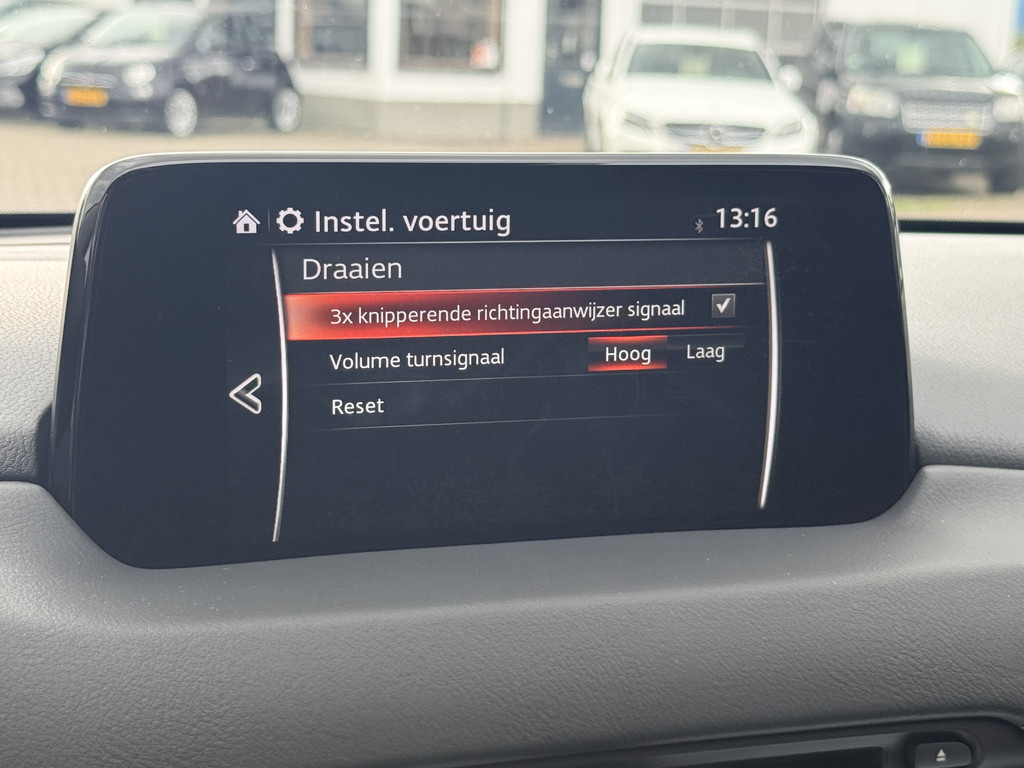 Instel. voertuig 13:16
Draaien
3x knipperende richtingaanwijzer signaal
Volume turnsignaal Hoog Laag
Reset